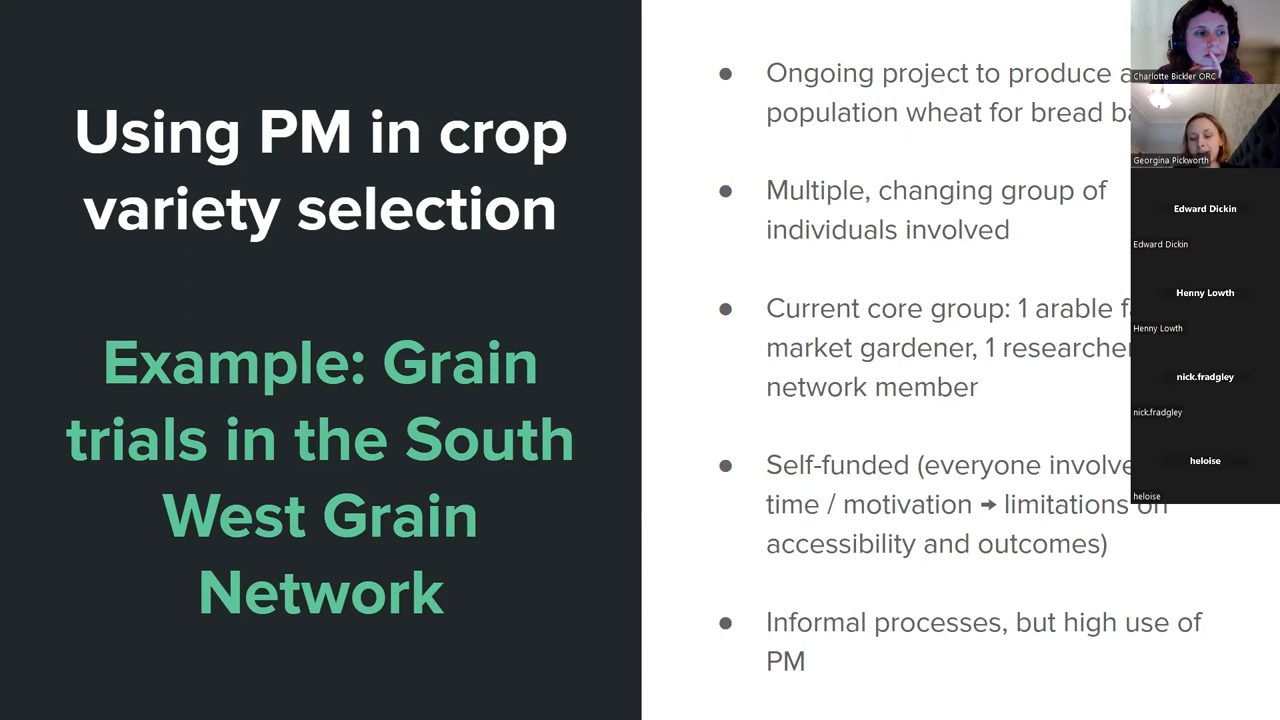 Using PM in crop
variety selection
Example: Grain
trials in the South
West Grain
Network
● Ongoing project to produce a
population wheat for bread
● Multiple, changing group of
individuals involved
● Current core group: 1 arable
market gardener, 1 researcher
network member
● Self-funded (everyone
time / motivation → limitations on
accessibility and outcomes)
● Informal processes, but high use of
PM
Charlotte Bickler ORC
Georgina Pickworth
Edward Dickin
Edward Dickin
Henny Lowth
Henny Lowth
nick.fradgley
nick.fradgley
heloise
heloise